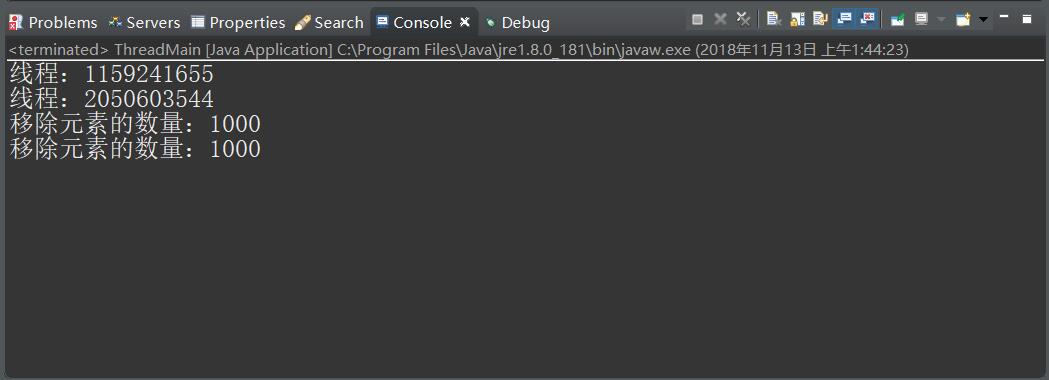 Problems Servers Properties Search Console Debug
<terminated> ThreadMain [Java Application] C:\Program Files\Java\jre1.8.0_181\bin\javaw.exe (2018年11月13日 上午1:44:23)
线程：1159241655
线程：2050603544
移除元素的数量：1000
移除元素的数量：1000